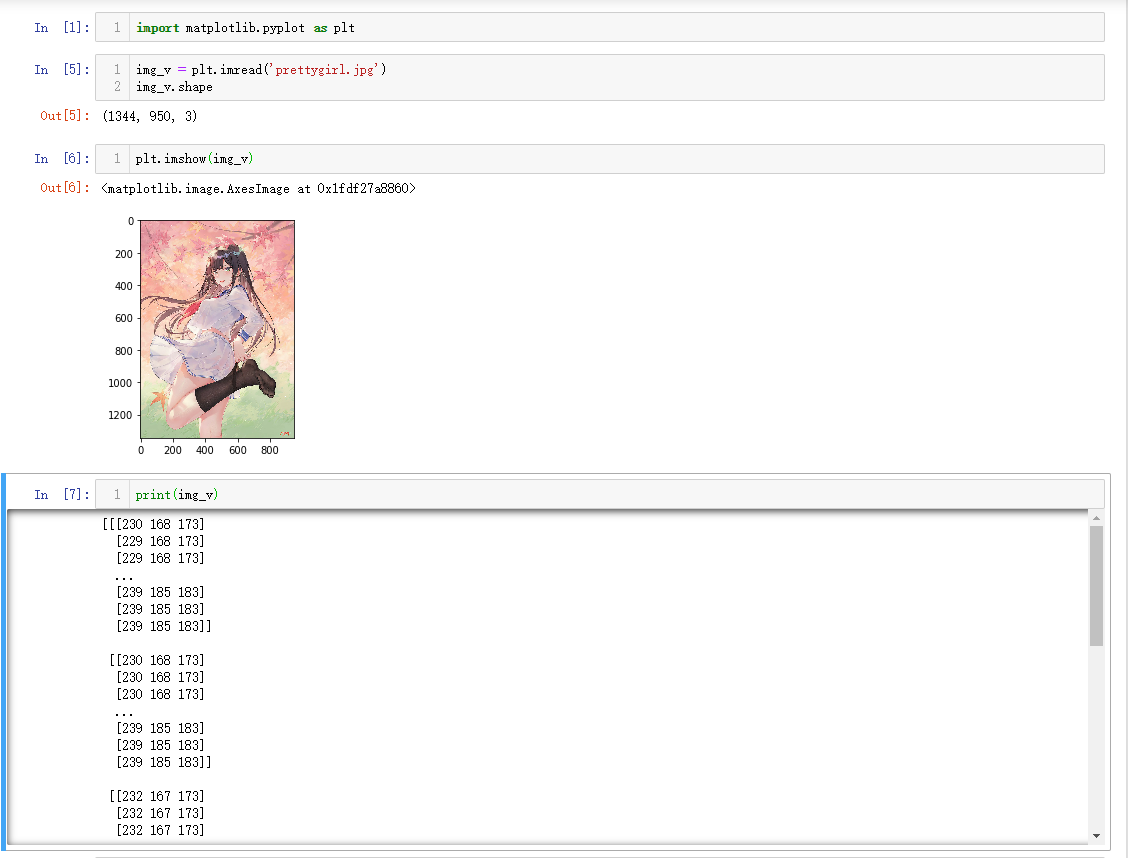 In [1]: 1 import matplotlib.pyplot as plt
In [5]: 1 img_v = plt.imread('prettygirl.jpg')
2 img_v.shape
Out[5]: (1344, 950, 3)
In [6]: 1 plt.imshow(img_v)
Out[6]: <matplotlib.image.AxesImage at 0x1fdf27a8860>
0
200
400
600
800
1000
1200
0 200 400 600 800
In [7]: 1 print(img_v)
[[[230 168 173]
[229 168 173]
[229 168 173]
...
[239 185 183]
[239 185 183]
[239 185 183]]
[[230 168 173]
[230 168 173]
[230 168 173]
...
[239 185 183]
[239 185 183]
[239 185 183]]
[[232 167 173]
[232 167 173]
[232 167 173]